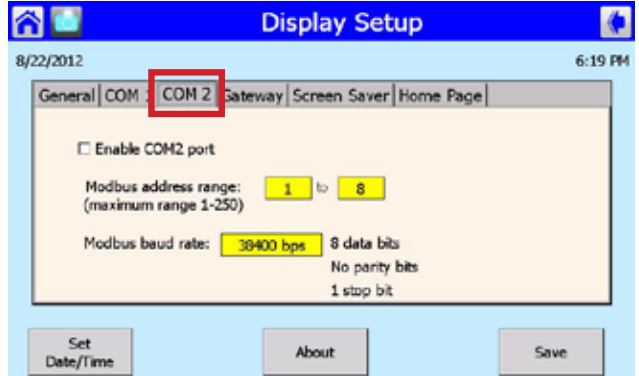 Display Setup
8/22/2012 6:19 PM
General COM COM 2 Gateway Screen Saver Home Page
Enable COM2 port
Modbus address range: 1 to 8
(maximum range 1-250)
Modbus baud rate: 38400 bps 8 data bits
No parity bits
1 stop bit
Set
Date/Time
About
Save